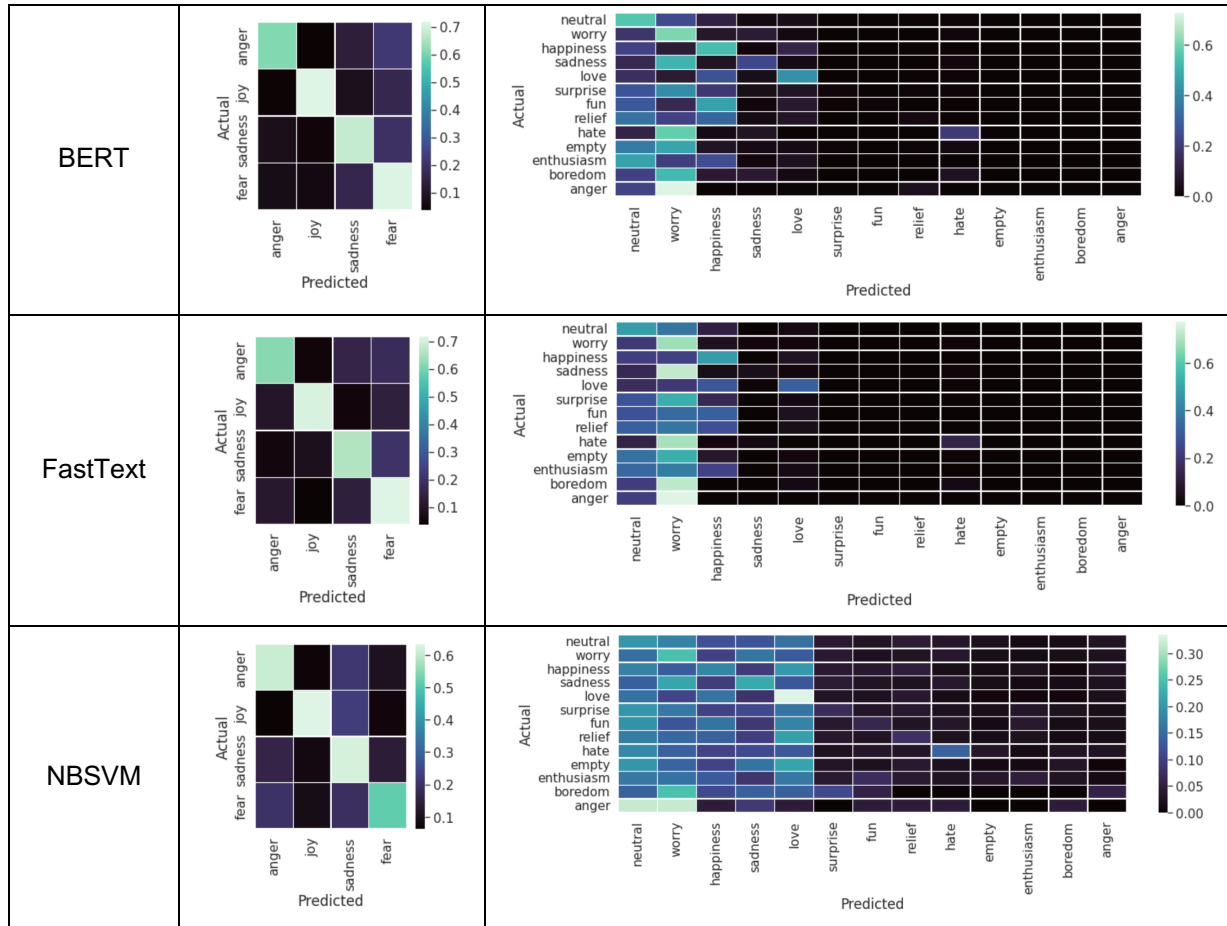 BERT
Actual
anger
joy
sadness
fear
anger
joy
sadness
fear
Predicted
0.7
0.6
0.5
0.4
0.3
0.2
0.1
Actual
neutral
worry
happiness
sadness
love
surprise
fun
relief
hate
empty
enthusiasm
boredom
anger
neutral
worry
happiness
sadness
love
surprise
fun
relief
hate
empty
enthusiasm
boredom
anger
Predicted
0.6
0.4
0.2
0.0
FastText
Actual
anger
joy
sadness
fear
anger
joy
sadness
fear
Predicted
0.7
0.6
0.5
0.4
0.3
0.2
0.1
Actual
neutral
worry
happiness
sadness
love
surprise
fun
relief
hate
empty
enthusiasm
boredom
anger
neutral
worry
happiness
sadness
love
surprise
fun
relief
hate
empty
enthusiasm
boredom
anger
Predicted
0.6
0.4
0.2
0.0
NBSVM
Actual
anger
joy
sadness
fear
anger
joy
sadness
fear
Predicted
0.6
0.5
0.4
0.3
0.2
0.1
Actual
neutral
worry
happiness
sadness
love
surprise
fun
relief
hate
empty
enthusiasm
boredom
anger
neutral
worry
happiness
sadness
love
surprise
fun
relief
hate
empty
enthusiasm
boredom
anger
Predicted
0.30
0.25
0.20
0.15
0.10
0.05
0.00